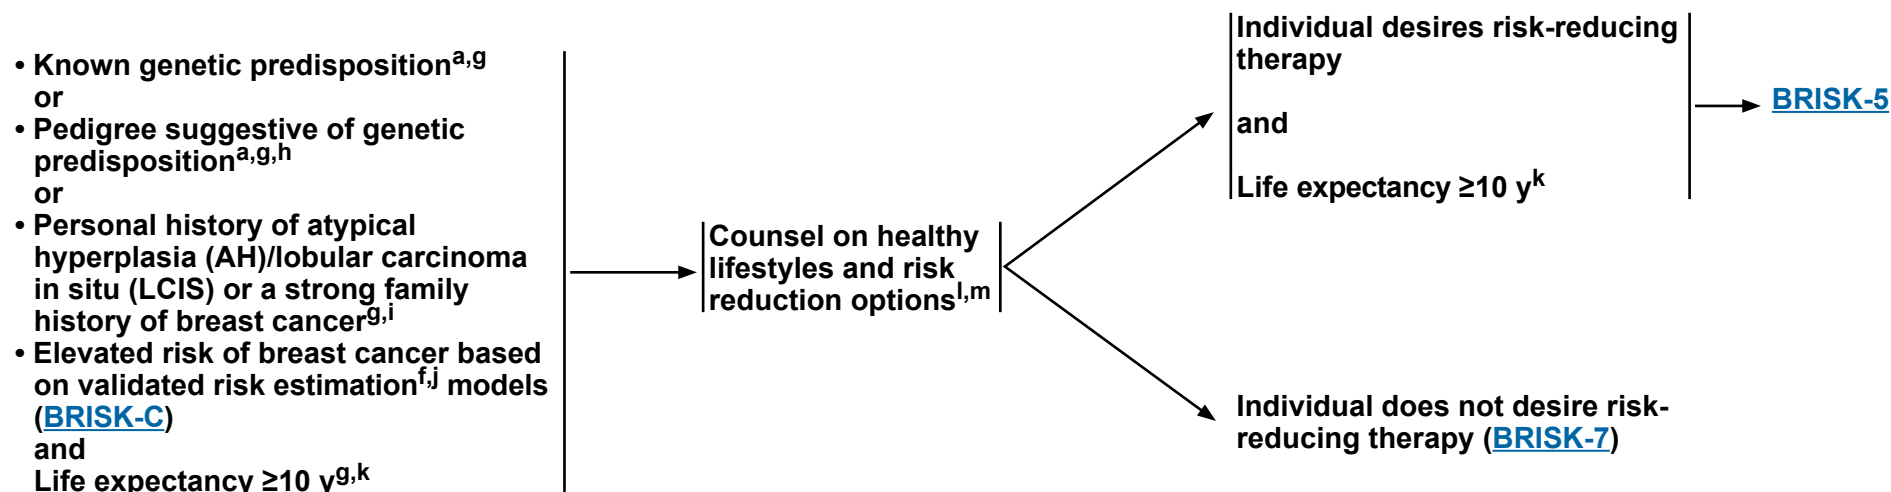 • Known genetic predisposition^a,g
or
• Pedigree suggestive of genetic
predisposition^a,g,h
or
• Personal history of atypical
hyperplasia (AH)/lobular carcinoma
in situ (LCIS) or a strong family
history of breast cancer^g,i
• Elevated risk of breast cancer based
on validated risk estimation^f,j models
(BRISK-C)
and
Life expectancy ≥10 y^g,k
Counsel on healthy
lifestyles and risk
reduction options^l,m
Individual desires risk-reducing
therapy
and
Life expectancy ≥10 y^k
BRISK-5
Individual does not desire risk-
reducing therapy (BRISK-7)